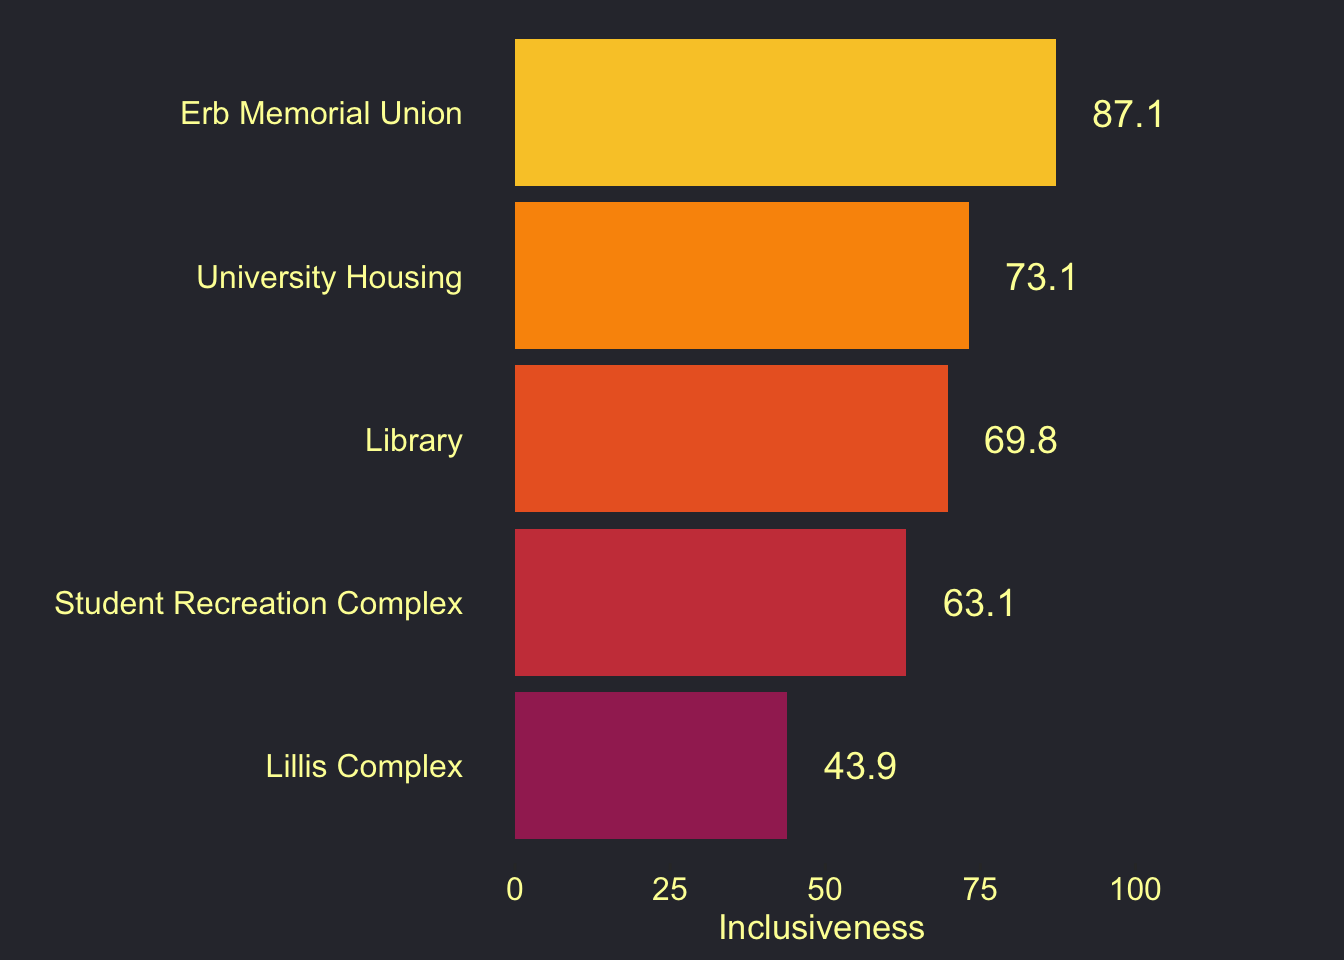 Erb Memorial Union
87.1
University Housing
73.1
Library
69.8
Student Recreation Complex
63.1
Lillis Complex
43.9
0 25 50 75 100
Inclusiveness